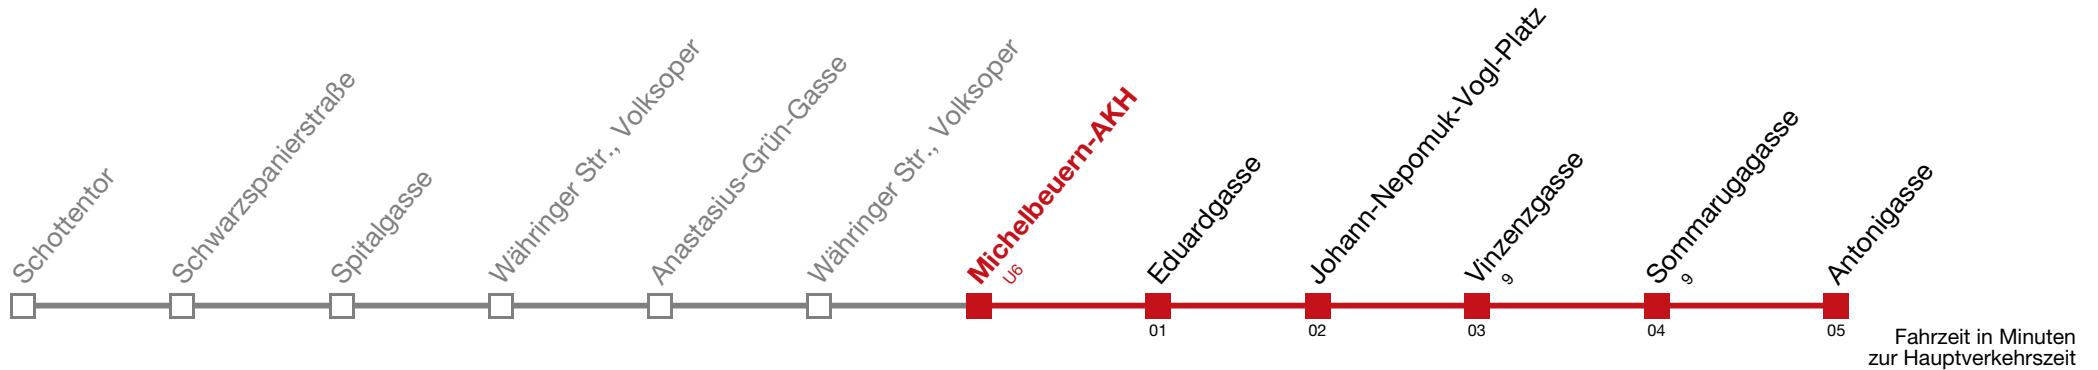 Schottentor
Schwarzspanierstraße
Spitalgasse
Währinger Str., Volksoper
Anastasius-Grün-Gasse
Währinger Str., Volksoper
Michelbeuern-AKH
U6
Eduardgasse
Johann-Nepomuk-Vogl-Platz
Vinzenzgasse
9
Sommarugagasse
9
Antonigasse
01
02
03
04
05
Fahrzeit in Minuten
zur Hauptverkehrszeit